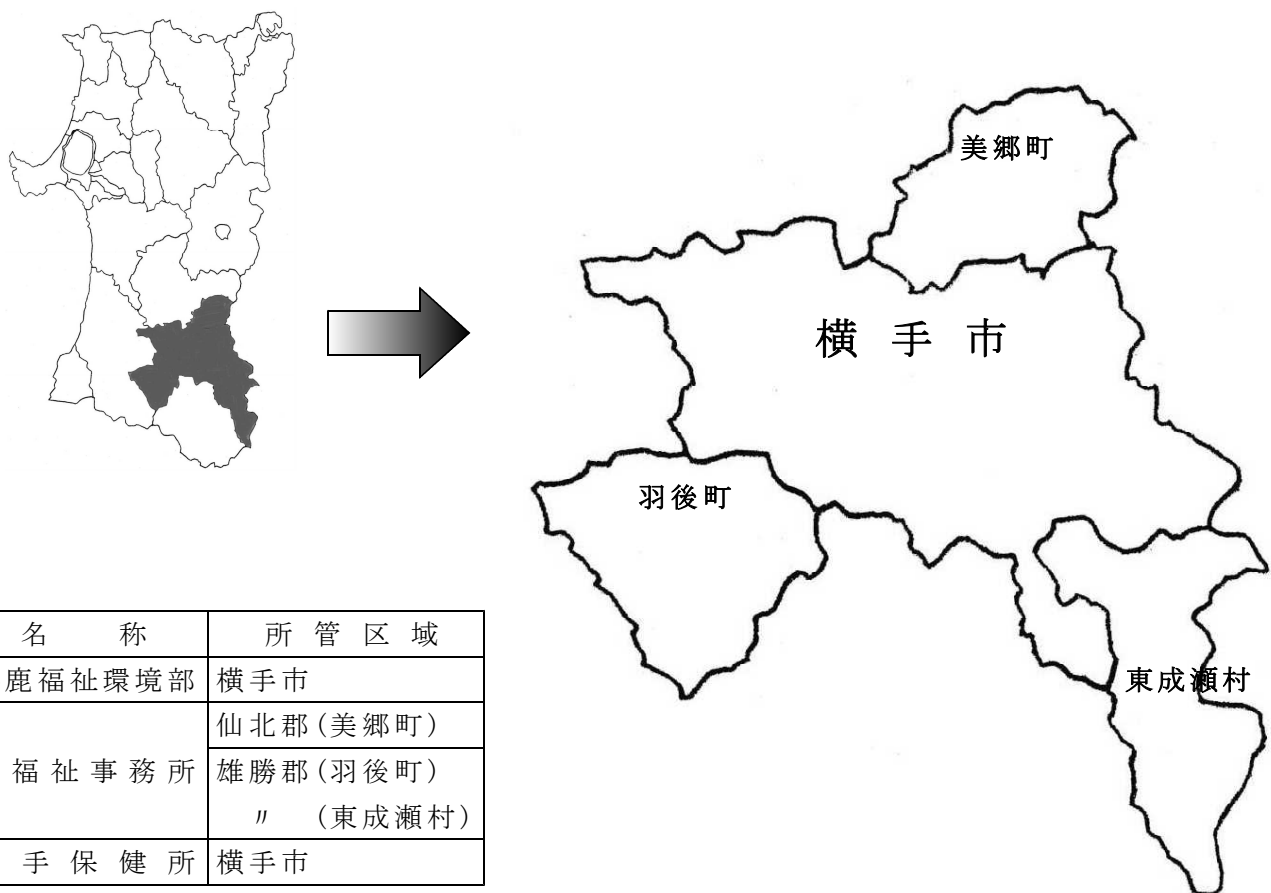 美郷町
横手市
羽後町
東成瀬村
名称 所管区域
鹿福祉環境部 横手市
福祉事務所 仙北郡(美郷町)
雄勝郡(羽後町)
〃 (東成瀬村)
手保健所 横手市